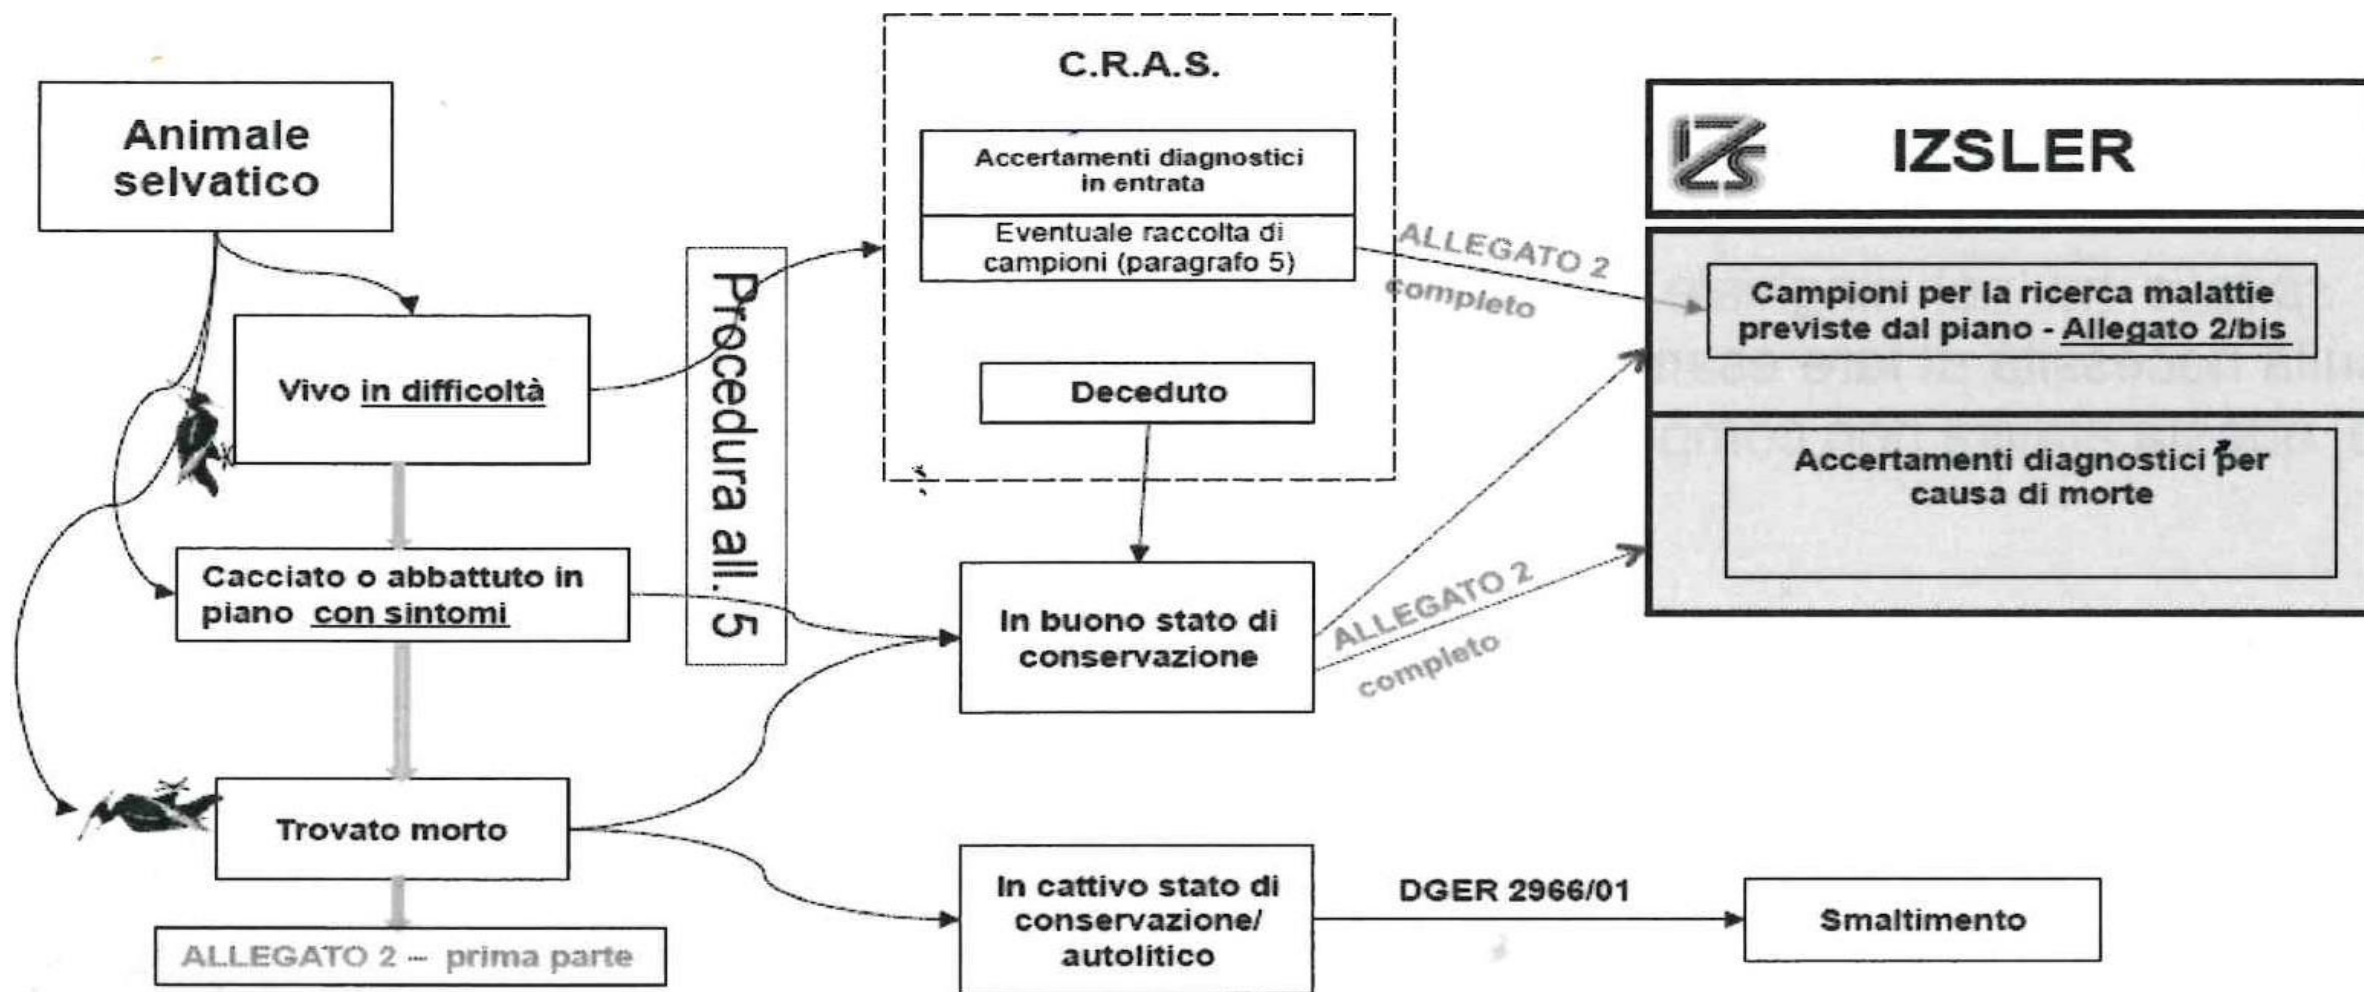 C.R.A.S.
Animale
selvatico
Accertamenti diagnostici
in entrata
Eventuale raccolta di
campioni (paragrafo 5)
IZSLER
ALLEGATO 2
completo
Campioni per la ricerca malattie
previste dal piano - Allegato 2/bis
Vivo in difficoltà
Procedura all. 5
Deceduto
Accertamenti diagnostici per
causa di morte
Cacciato o abbattuto in
piano con sintomi
In buono stato di
conservazione
ALLEGATO 2
completo
Trovato morto
In cattivo stato di
conservazione/
autolitico
DGER 2966/01
Smaltimento
ALLEGATO 2 – prima parte